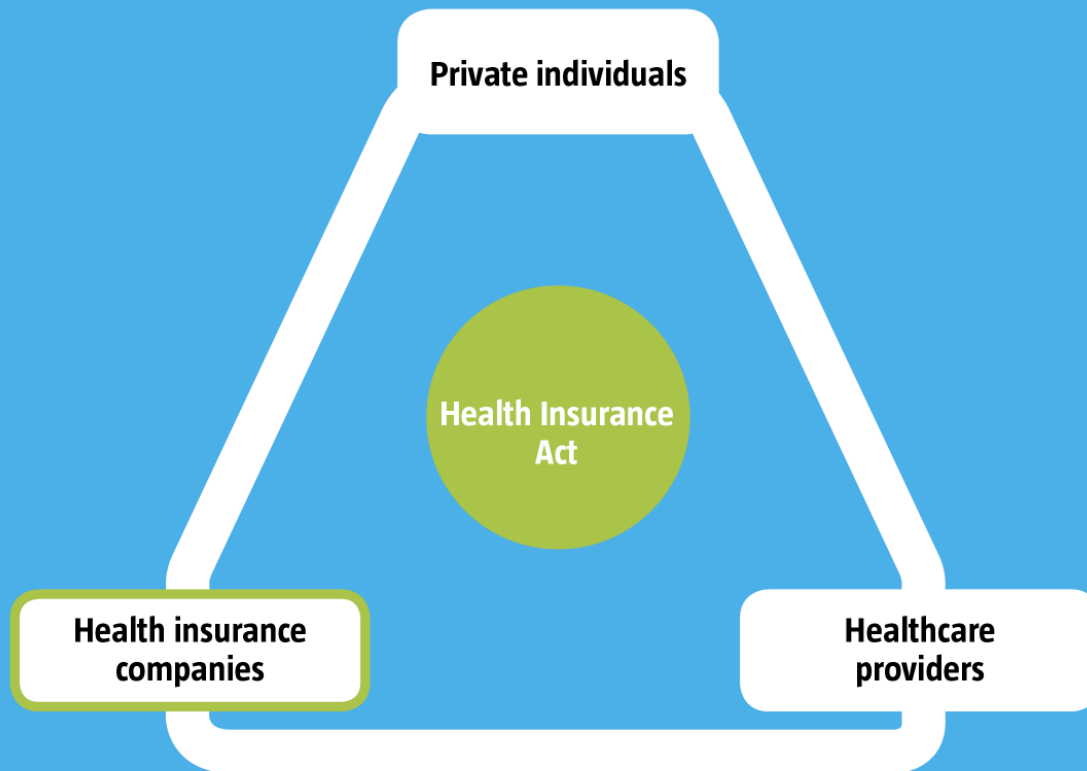 Private individuals
Health Insurance
Act
Health insurance
companies
Healthcare
providers